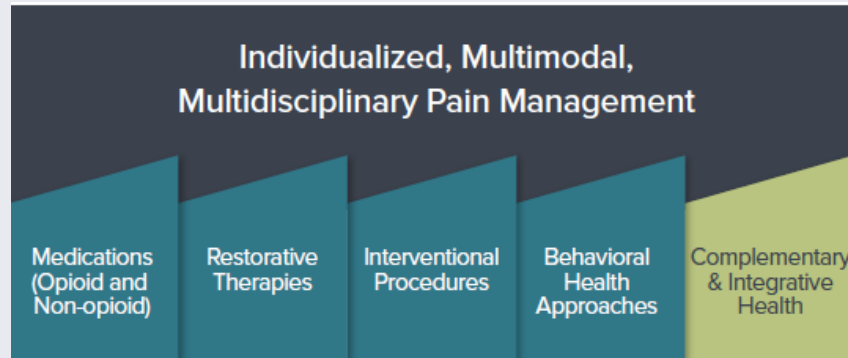 Individualized, Multimodal,
Multidisciplinary Pain Management
Medications
(Opioid and
Non-opioid)
Restorative
Therapies
Interventional
Procedures
Behavioral
Health
Approaches
Complementary
& Integrative
Health